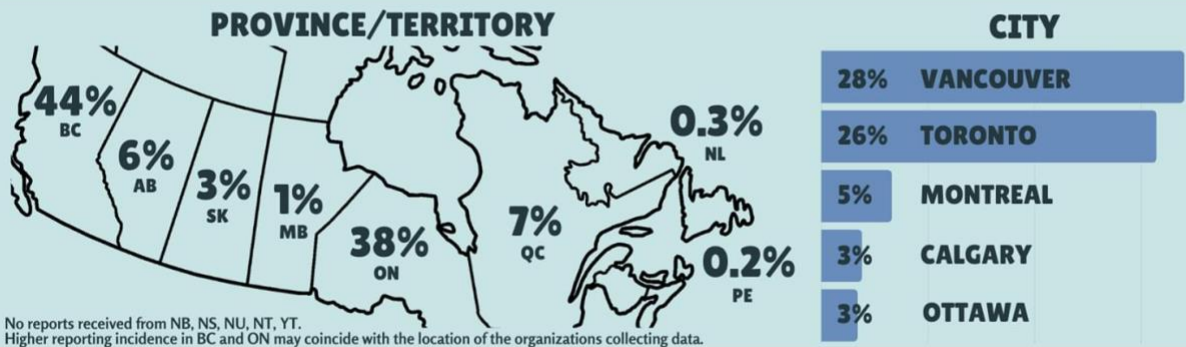 PROVINCE/TERRITORY
44%
BC
6%
AB
3%
SK
1%
MB
38%
ON
7%
QC
0.3%
NL
0.2%
PE
No reports received from NB, NS, NU, NT, YT.
Higher reporting incidence in BC and ON may coincide with the location of the organizations collecting data.
CITY
28% VANCOUVER
26% TORONTO
5% MONTREAL
3% CALGARY
3% OTTAWA